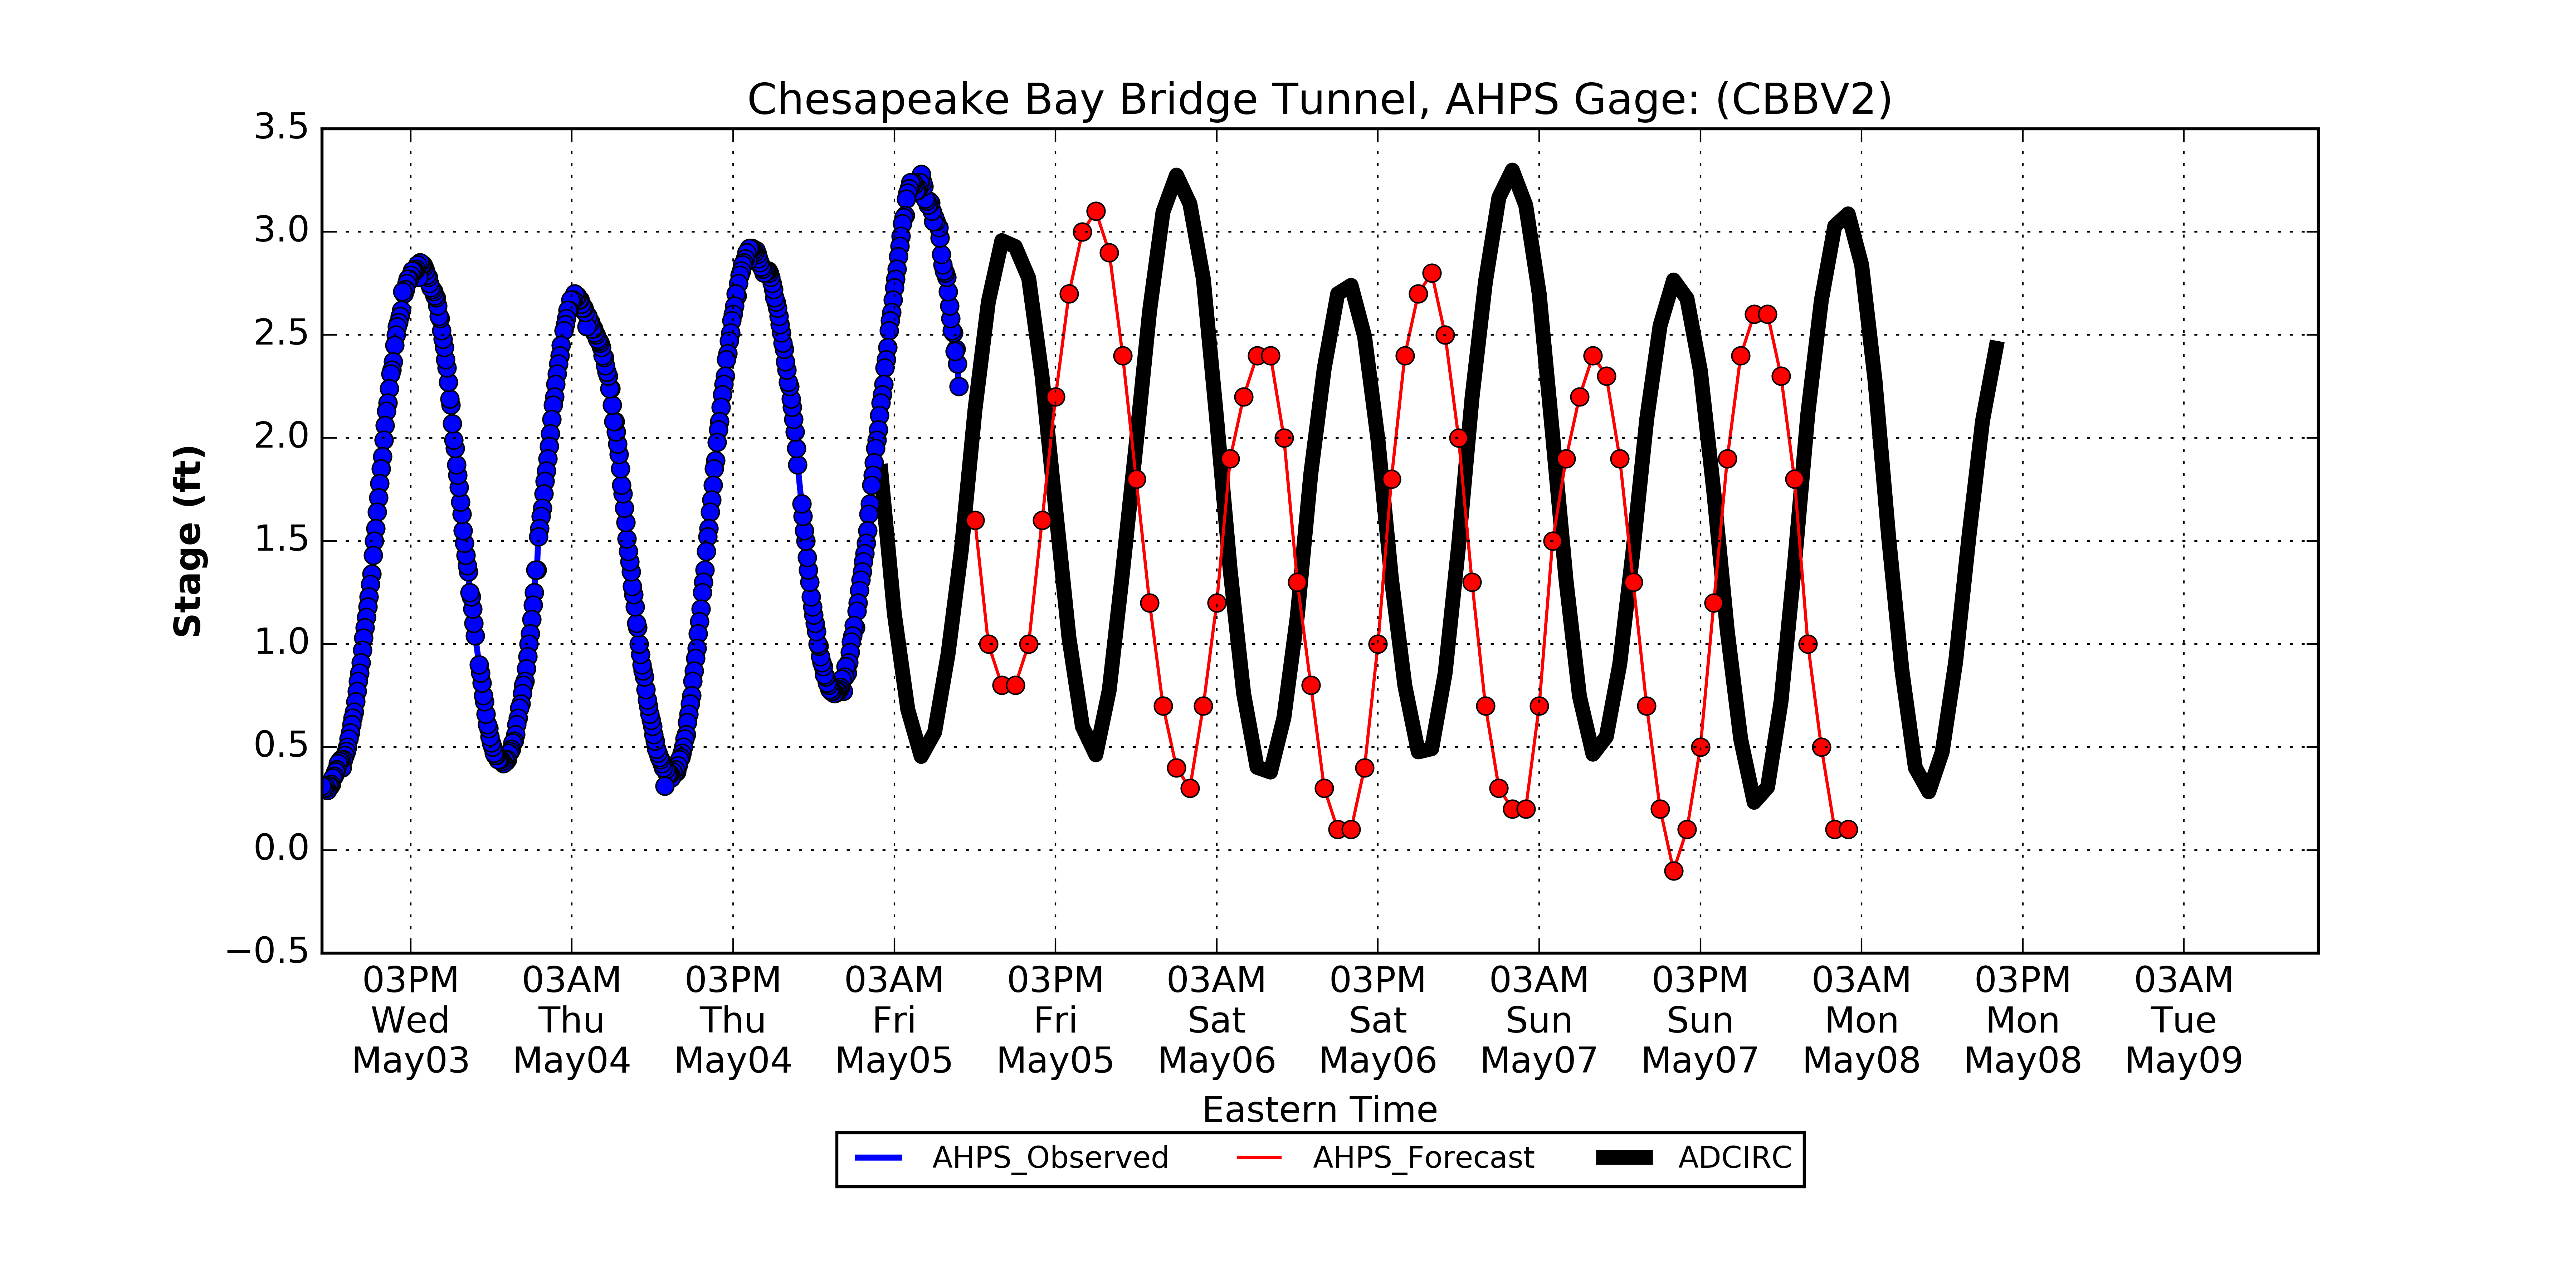 Chesapeake Bay Bridge Tunnel, AHPS Gage: (CBBV2)
3.5
3.0
2.5
2.0
1.5
1.0
0.5
0.0
−0.5
Stage (ft)
03PM 03AM 03PM 03AM 03PM 03AM 03PM 03AM 03PM 03AM 03PM 03AM
Wed Thu Thu Fri Fri Sat Sat Sun Sun Mon Mon Tue
May03 May04 May04 May05 May05 May06 May06 May07 May07 May08 May08 May09
Eastern Time
AHPS_Observed AHPS_Forecast ADCIRC